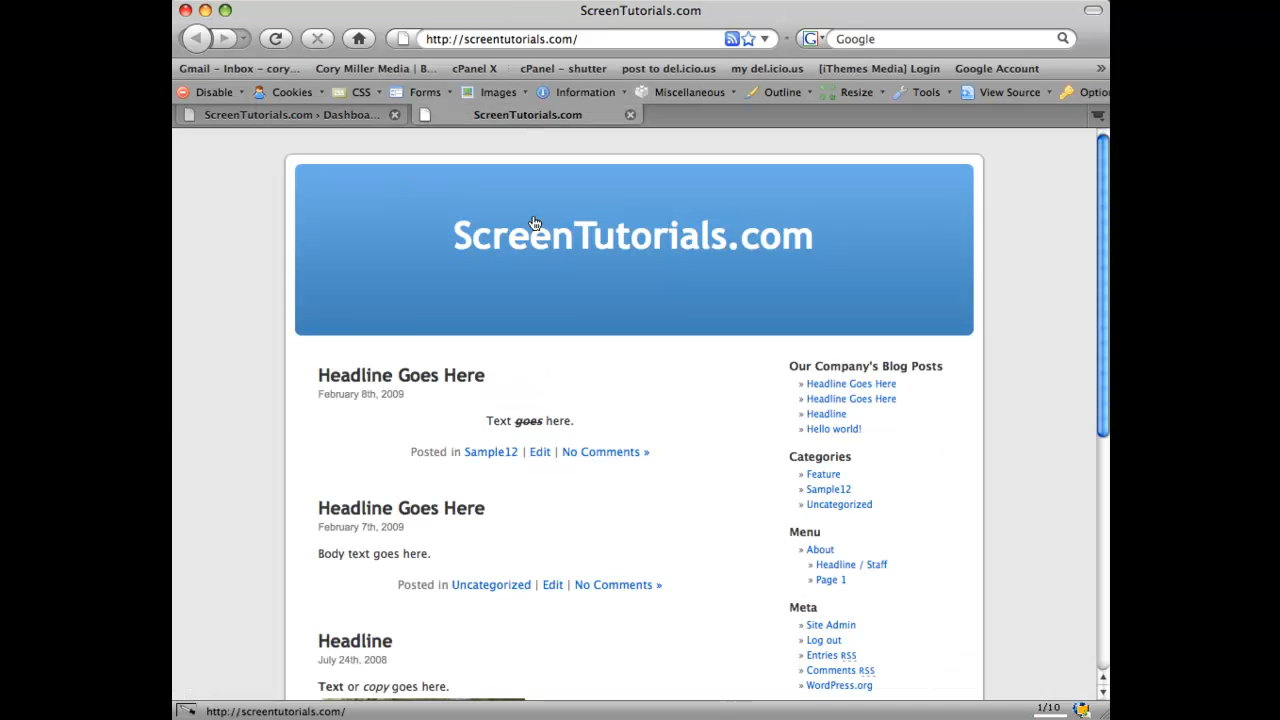 ScreenTutorials.com
http://screentutorials.com/
Google
Gmail - Inbox - cory... Cory Miller Media | B... cPanel X cPanel - shutter post to del.icio.us my del.icio.us [iThemes Media] Login Google Account »
Disable Cookies CSS Forms Images Information Miscellaneous Outline Resize Tools View Source Optio
ScreenTutorials.com › Dashboa... ScreenTutorials.com
ScreenTutorials.com
Headline Goes Here
February 8th, 2009
Text goes here.
Posted in Sample12 | Edit | No Comments »
Headline Goes Here
February 7th, 2009
Body text goes here.
Posted in Uncategorized | Edit | No Comments »
Headline
July 24th, 2008
Text or copy goes here.
Our Company's Blog Posts
» Headline Goes Here
» Headline Goes Here
» Headline
» Hello world!
Categories
» Feature
» Sample12
» Uncategorized
Menu
» About
» Headline / Staff
» Page 1
Meta
» Site Admin
» Log out
» Entries RSS
» Comments RSS
» WordPress.org
http://screentutorials.com/
1/10